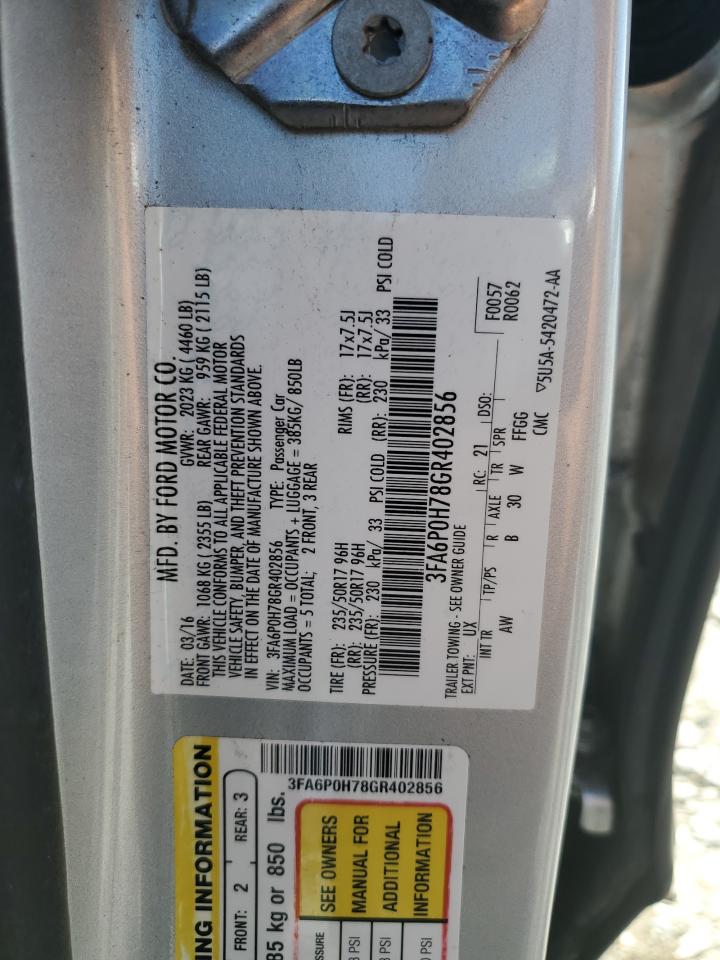 MFD. BY FORD MOTOR CO.
DATE: 03/16 GVWR: 2023 KG ( 4460 LB)
FRONT GAWR: 1068 KG ( 2355 LB) REAR GAWR: 959 KG ( 2115 LB)
THIS VEHICLE CONFORMS TO ALL APPLICABLE FEDERAL MOTOR
VEHICLE SAFETY, BUMPER, AND THEFT PREVENTION STANDARDS
IN EFFECT ON THE DATE OF MANUFACTURE SHOWN ABOVE.
VIN: 3FA6P0H78GR402856 TYPE: Passenger Car
MAXIMUM LOAD = OCCUPANTS + LUGGAGE = 385KG/ 850LB
OCCUPANTS = 5 TOTAL: 2 FRONT, 3 REAR
TIRE (FR): 235/50R17 96H RIMS (FR): 17x7.5J
(RR): 235/50R17 96H (RR): 17x7.5J
PRESSURE (FR): 230 kPa/ 33 PSI COLD (RR): 230 kPa/ 33 PSI COLD
3FA6P0H78GR402856
TRAILER TOWING - SEE OWNER GUIDE
EXT PNT: UX RC: 21 DSO:
INT TR TP/PS R AXLE TR SPR
AW B 30 W FFGG
CMC
F0057
R0062
▽5U5A-5420472-AA
ING INFORMATION
FRONT: 2 REAR: 3
3FA6P0H78GR402856
85 kg or 850 lbs.
SEE OWNERS
MANUAL FOR
ADDITIONAL
INFORMATION
PSI
PSI
PSI